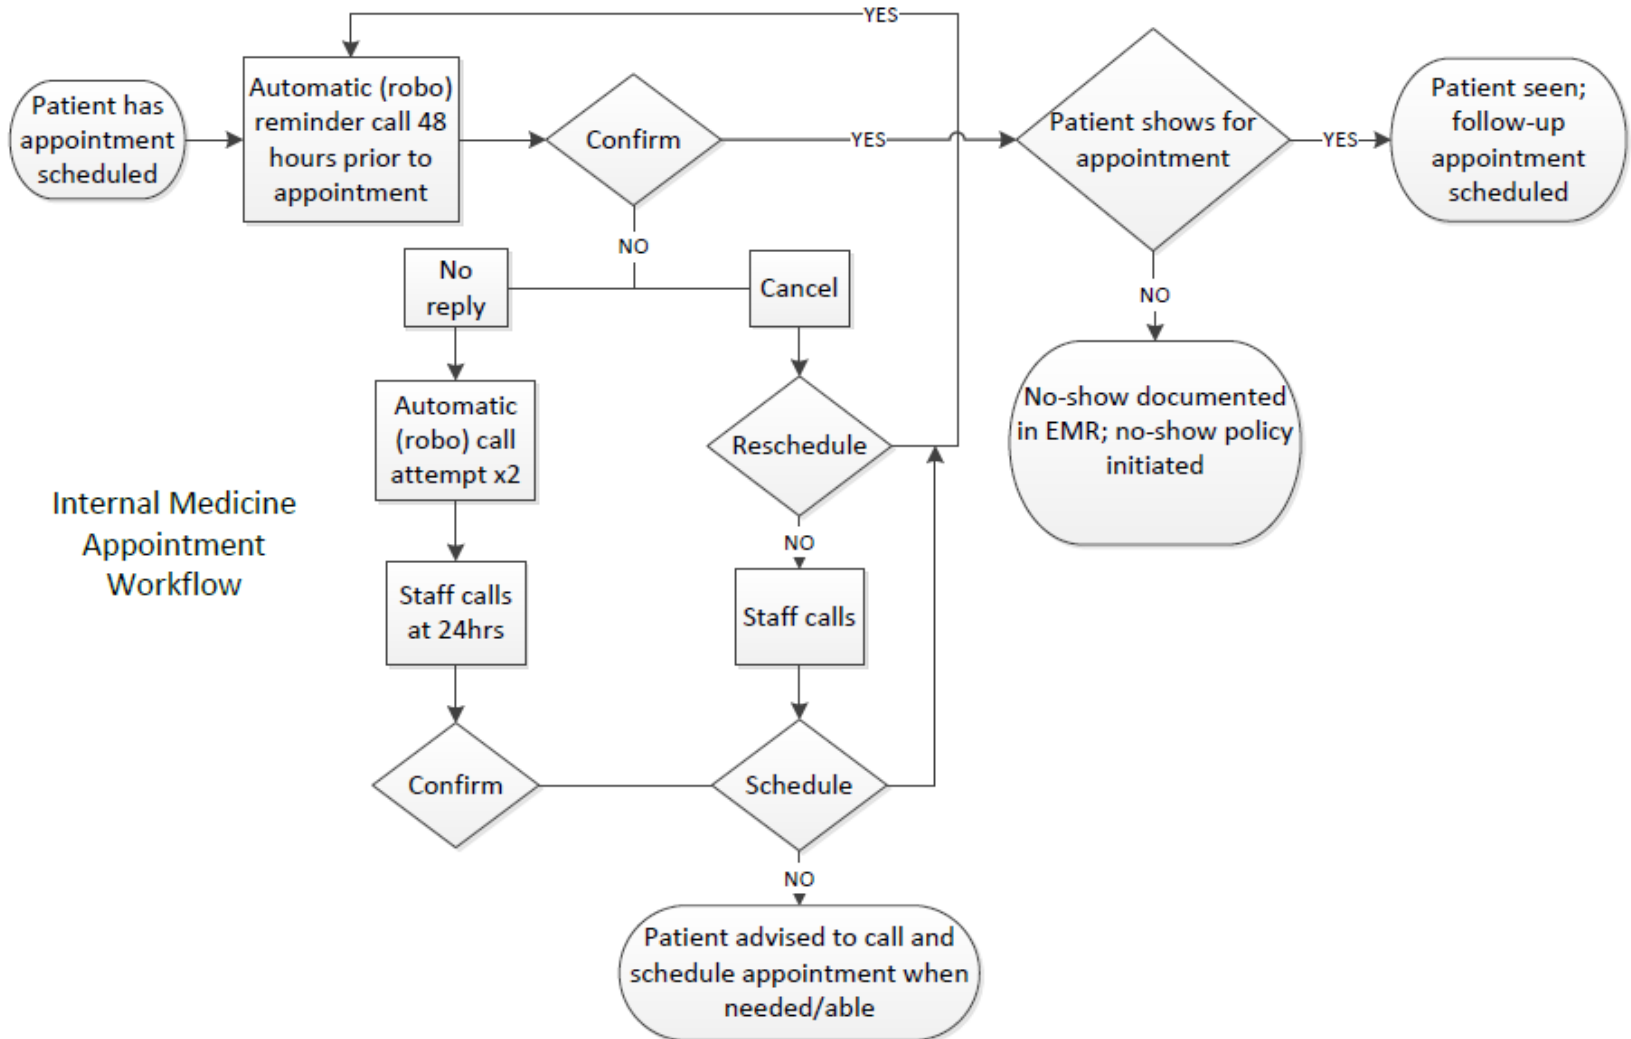 YES
Patient has
appointment
scheduled
Automatic (robo)
reminder call 48
hours prior to
appointment
Confirm
YES
Patient shows for
appointment
YES
Patient seen;
follow-up
appointment
scheduled
NO
No
reply
Cancel
NO
No-show documented
in EMR; no-show policy
initiated
Automatic
(robo) call
attempt x2
Reschedule
Internal Medicine
Appointment
Workflow
NO
Staff calls
at 24hrs
Staff calls
Confirm
Schedule
NO
Patient advised to call and
schedule appointment when
needed/able